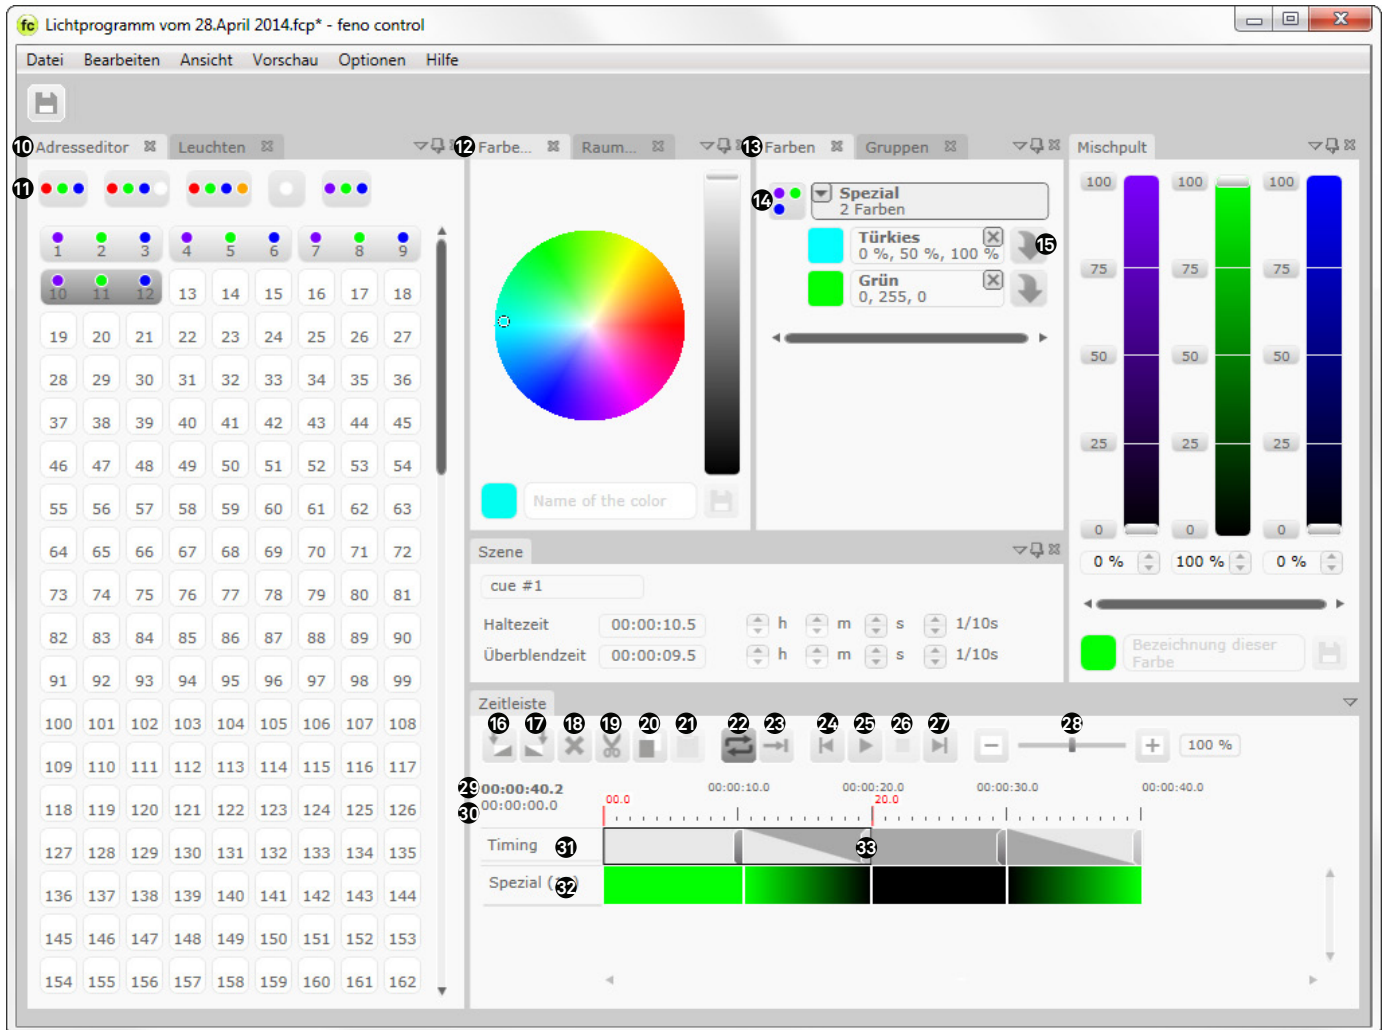 fc Lichtprogramm vom 28.April 2014.fcp* - feno control
Datei Bearbeiten Ansicht Vorschau Optionen Hilfe
10 Adresseditor Leuchten
12 Farbe... Raum...
13 Farben Gruppen
Mischpult
11
1 2 3 4 5 6 7 8 9
10 11 12 13 14 15 16 17 18
19 20 21 22 23 24 25 26 27
28 29 30 31 32 33 34 35 36
37 38 39 40 41 42 43 44 45
46 47 48 49 50 51 52 53 54
55 56 57 58 59 60 61 62 63
64 65 66 67 68 69 70 71 72
73 74 75 76 77 78 79 80 81
82 83 84 85 86 87 88 89 90
91 92 93 94 95 96 97 98 99
100 101 102 103 104 105 106 107 108
109 110 111 112 113 114 115 116 117
118 119 120 121 122 123 124 125 126
127 128 129 130 131 132 133 134 135
136 137 138 139 140 141 142 143 144
145 146 147 148 149 150 151 152 153
154 155 156 157 158 159 160 161 162
Name of the color
14 Spezial
2 Farben
Türkies
0 %, 50 %, 100 % 15
Grün
0, 255, 0
100 100 100
75 75 75
50 50 50
25 25 25
0 0 0
0 % 100 % 0 %
Bezeichnung dieser
Farbe
Szene
cue #1
Haltezeit 00:00:10.5 h m s 1/10s
Überblendzeit 00:00:09.5 h m s 1/10s
Zeitleiste
16 17 18 19 20 21 22 23 24 25 26 27 28
100 %
29 00:00:40.2 00:00:10.0 00:00:20.0 00:00:30.0 00:00:40.0
30 00:00:00.0 00.0 20.0
Timing 31 33
Spezial ( 32 )